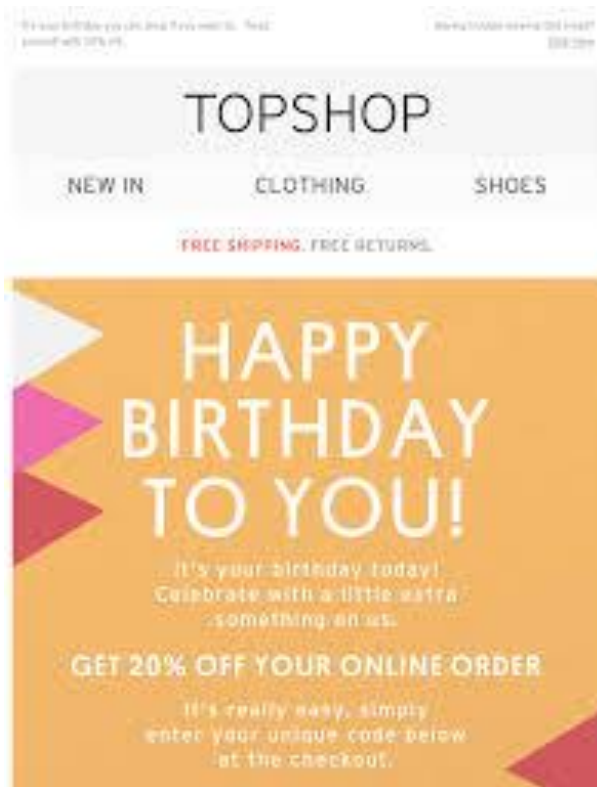 TOPSHOP
NEW IN CLOTHING SHOES
FREE SHIPPING. FREE RETURNS.
HAPPY
BIRTHDAY
TO YOU!
It's your birthday today!
Celebrate with a little extra
something on us.
GET 20% OFF YOUR ONLINE ORDER
It's really easy, simply
enter your unique code below
at the checkout.